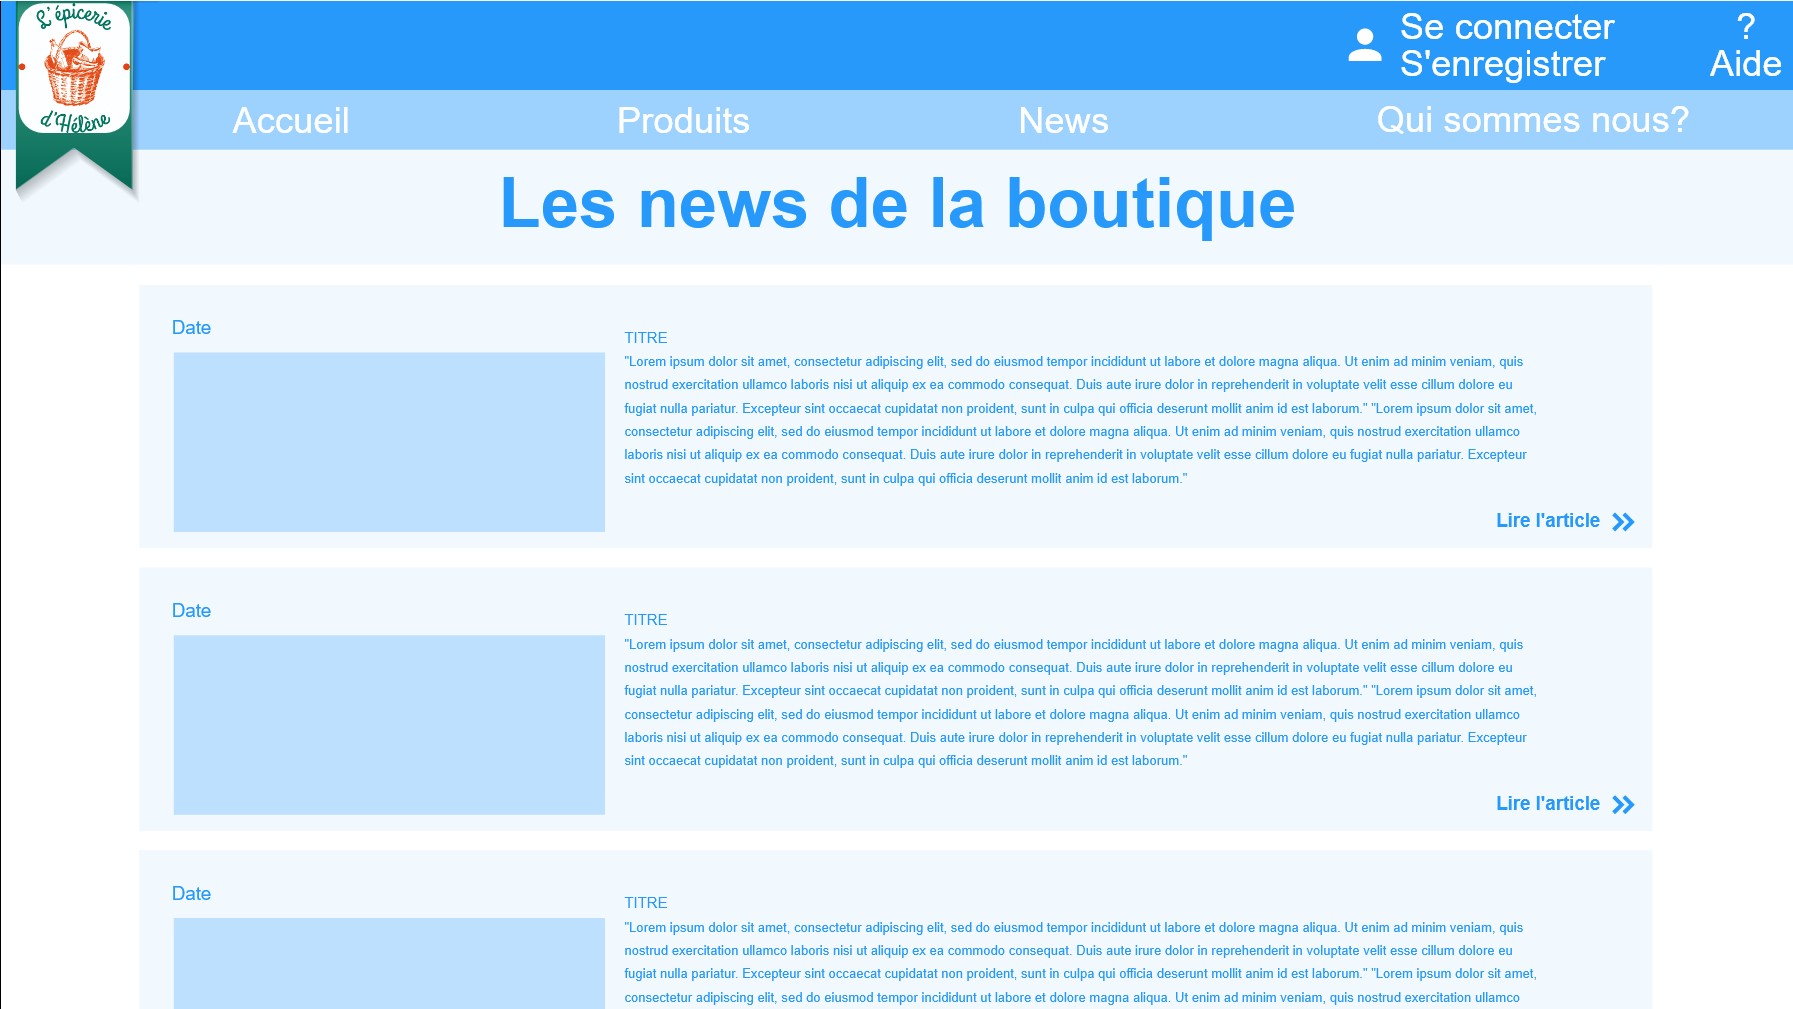 L'épicerie
d'Hélène
Se connecter
S'enregistrer
?
Aide
Accueil
Produits
News
Qui sommes nous?
Les news de la boutique
Date
TITRE
"Lorem ipsum dolor sit amet, consectetur adipiscing elit, sed do eiusmod tempor incididunt ut labore et dolore magna aliqua. Ut enim ad minim veniam, quis
nostrud exercitation ullamco laboris nisi ut aliquip ex ea commodo consequat. Duis aute irure dolor in reprehenderit in voluptate velit esse cillum dolore eu
fugiat nulla pariatur. Excepteur sint occaecat cupidatat non proident, sunt in culpa qui officia deserunt mollit anim id est laborum." "Lorem ipsum dolor sit amet,
consectetur adipiscing elit, sed do eiusmod tempor incididunt ut labore et dolore magna aliqua. Ut enim ad minim veniam, quis nostrud exercitation ullamco
laboris nisi ut aliquip ex ea commodo consequat. Duis aute irure dolor in reprehenderit in voluptate velit esse cillum dolore eu fugiat nulla pariatur. Excepteur
sint occaecat cupidatat non proident, sunt in culpa qui officia deserunt mollit anim id est laborum."
Lire l'article
Date
TITRE
"Lorem ipsum dolor sit amet, consectetur adipiscing elit, sed do eiusmod tempor incididunt ut labore et dolore magna aliqua. Ut enim ad minim veniam, quis
nostrud exercitation ullamco laboris nisi ut aliquip ex ea commodo consequat. Duis aute irure dolor in reprehenderit in voluptate velit esse cillum dolore eu
fugiat nulla pariatur. Excepteur sint occaecat cupidatat non proident, sunt in culpa qui officia deserunt mollit anim id est laborum." "Lorem ipsum dolor sit amet,
consectetur adipiscing elit, sed do eiusmod tempor incididunt ut labore et dolore magna aliqua. Ut enim ad minim veniam, quis nostrud exercitation ullamco
laboris nisi ut aliquip ex ea commodo consequat. Duis aute irure dolor in reprehenderit in voluptate velit esse cillum dolore eu fugiat nulla pariatur. Excepteur
sint occaecat cupidatat non proident, sunt in culpa qui officia deserunt mollit anim id est laborum."
Lire l'article
Date
TITRE
"Lorem ipsum dolor sit amet, consectetur adipiscing elit, sed do eiusmod tempor incididunt ut labore et dolore magna aliqua. Ut enim ad minim veniam, quis
nostrud exercitation ullamco laboris nisi ut aliquip ex ea commodo consequat. Duis aute irure dolor in reprehenderit in voluptate velit esse cillum dolore eu
fugiat nulla pariatur. Excepteur sint occaecat cupidatat non proident, sunt in culpa qui officia deserunt mollit anim id est laborum." "Lorem ipsum dolor sit amet,
consectetur adipiscing elit, sed do eiusmod tempor incididunt ut labore et dolore magna aliqua. Ut enim ad minim veniam, quis nostrud exercitation ullamco